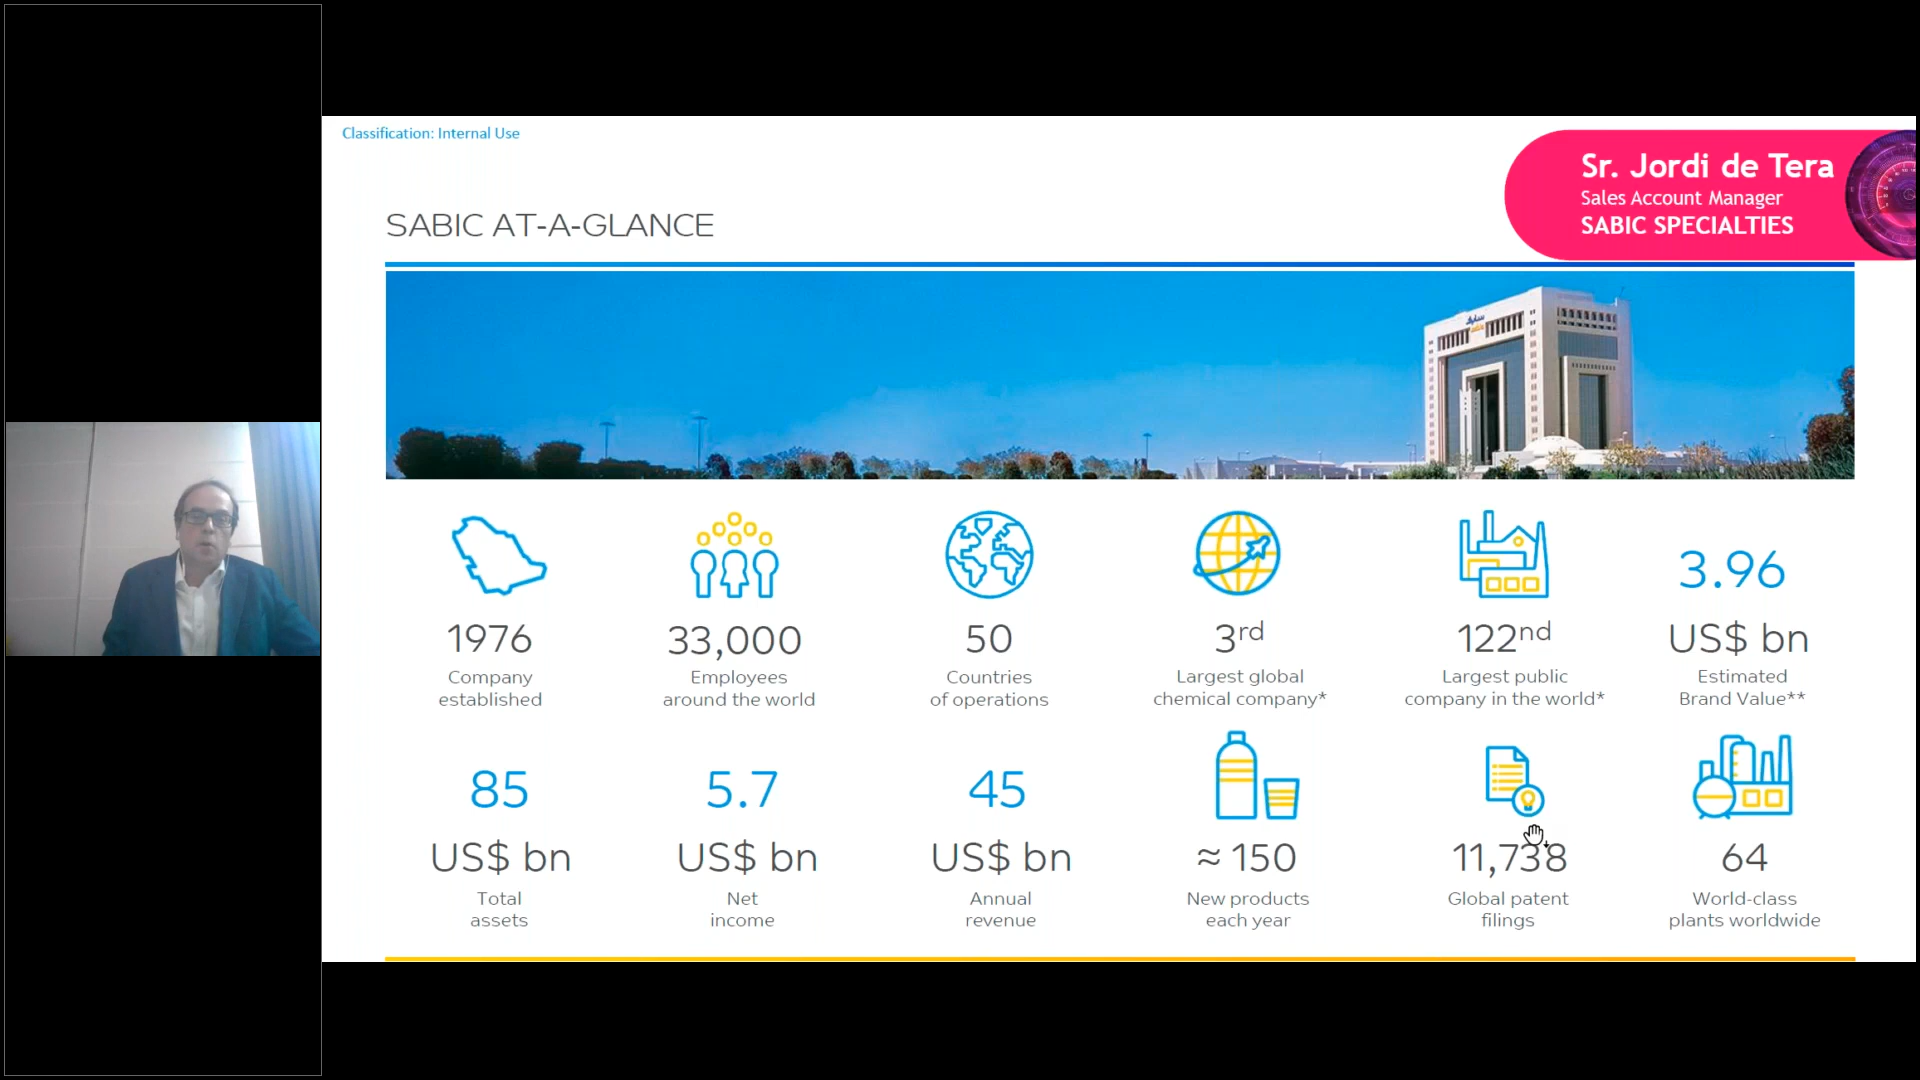 Classification: Internal Use
Sr. Jordi de Tera
Sales Account Manager
SABIC SPECIALTIES
SABIC AT-A-GLANCE
سابك
sabic
1976
Company
established
33,000
Employees
around the world
50
Countries
of operations
3rd
Largest global
chemical company*
122nd
Largest public
company in the world*
3.96
US$ bn
Estimated
Brand Value**
85
US$ bn
Total
assets
5.7
US$ bn
Net
income
45
US$ bn
Annual
revenue
≈ 150
New products
each year
11,738
Global patent
filings
64
World-class
plants worldwide